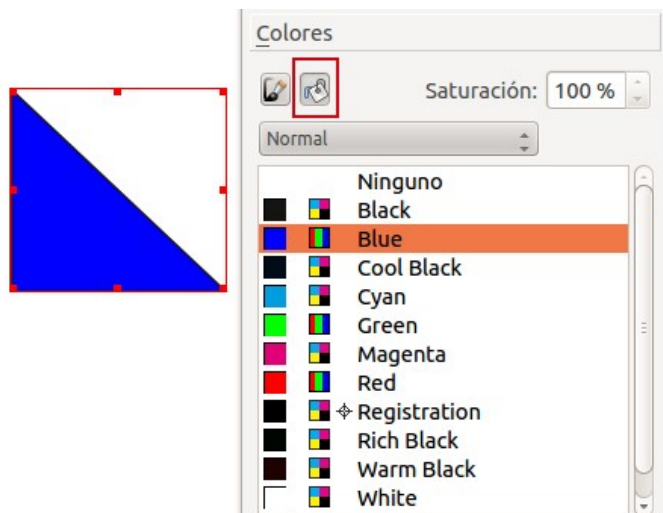 Colores
Saturación: 100 %
Normal
Ninguno
Black
Blue
Cool Black
Cyan
Green
Magenta
Red
Registration
Rich Black
Warm Black
White